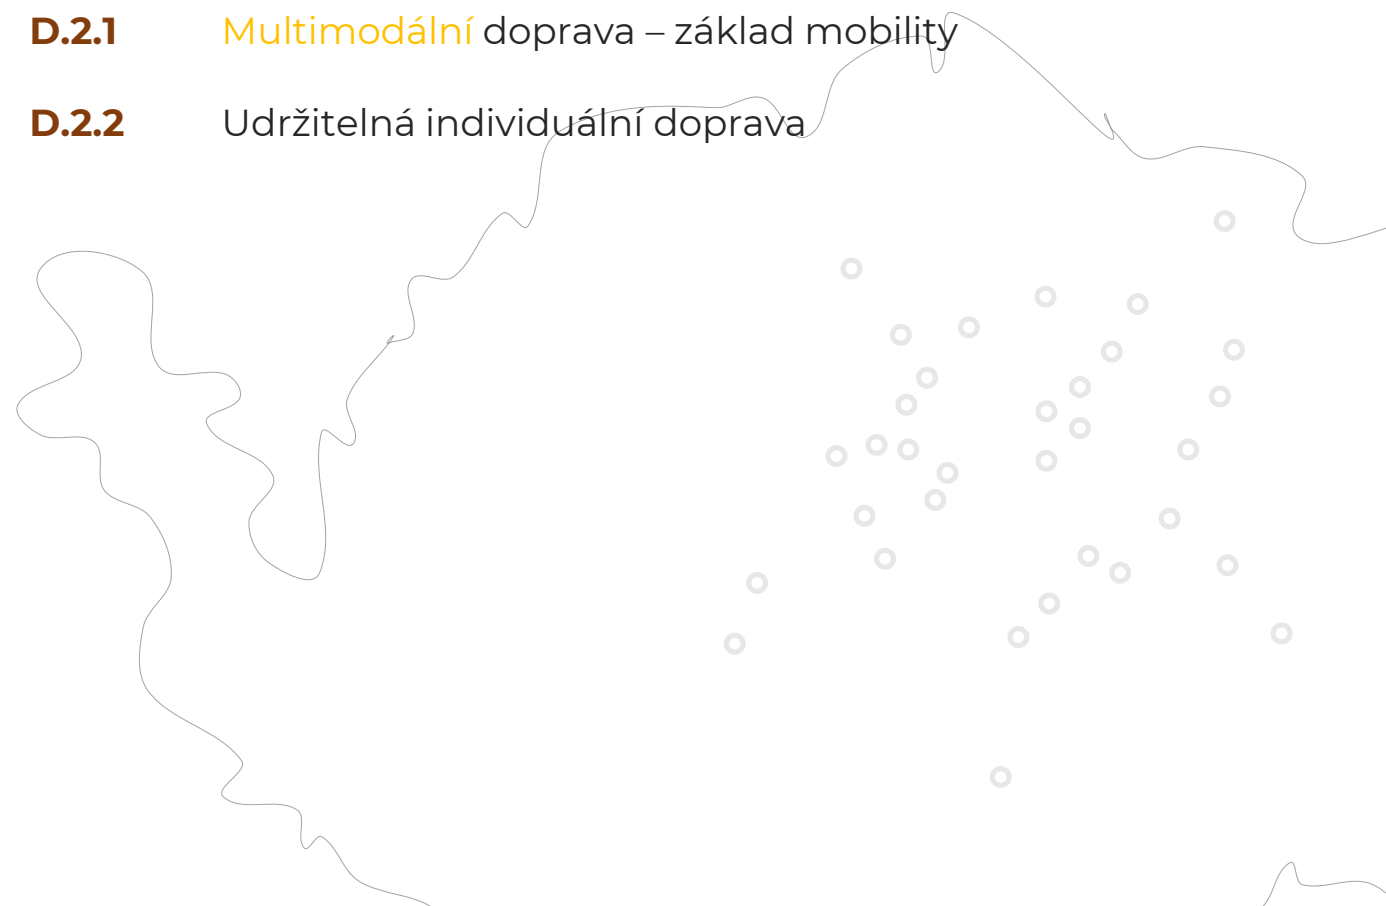 D.2.1 Multimodální doprava – základ mobility
D.2.2 Udržitelná individuální doprava